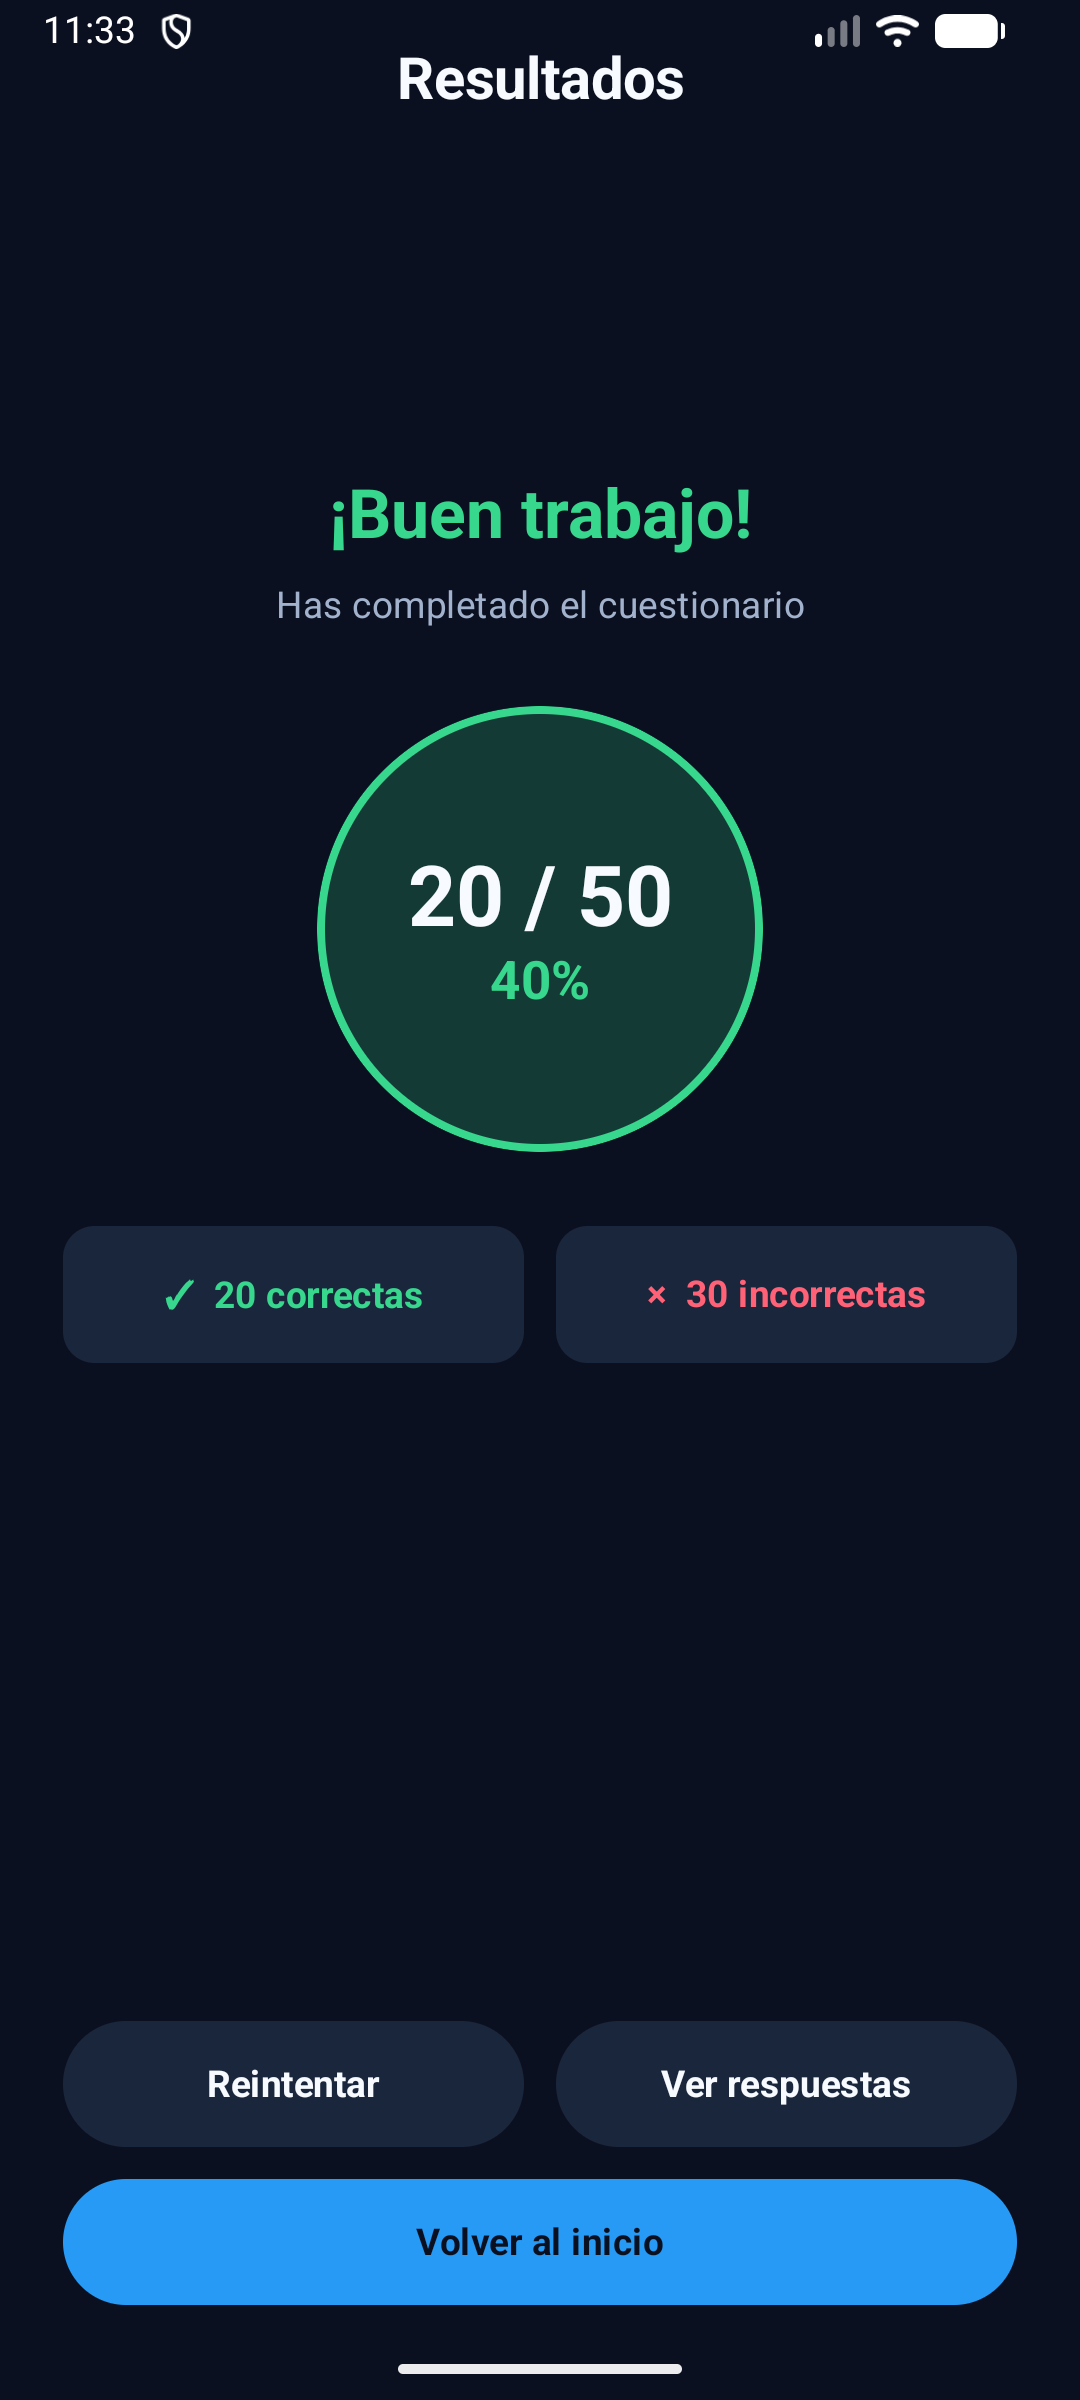 11:33
Resultados
¡Buen trabajo!
Has completado el cuestionario
20 / 50
40%
✓ 20 correctas
× 30 incorrectas
Reintentar
Ver respuestas
Volver al inicio